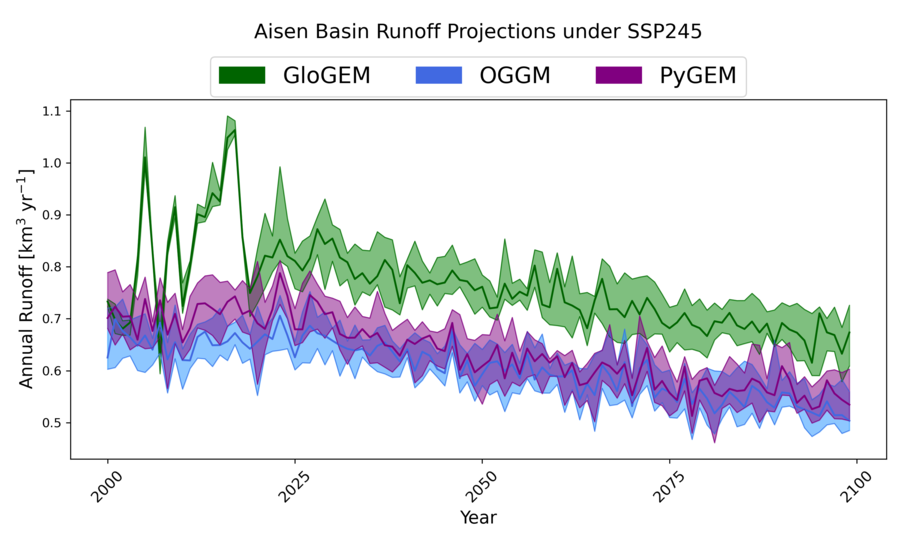 Aisen Basin Runoff Projections under SSP245
GloGEM OGGM PyGEM
Annual Runoff [km³ yr⁻¹]
1.1
1.0
0.9
0.8
0.7
0.6
0.5
2000 2025 2050 2075 2100
Year